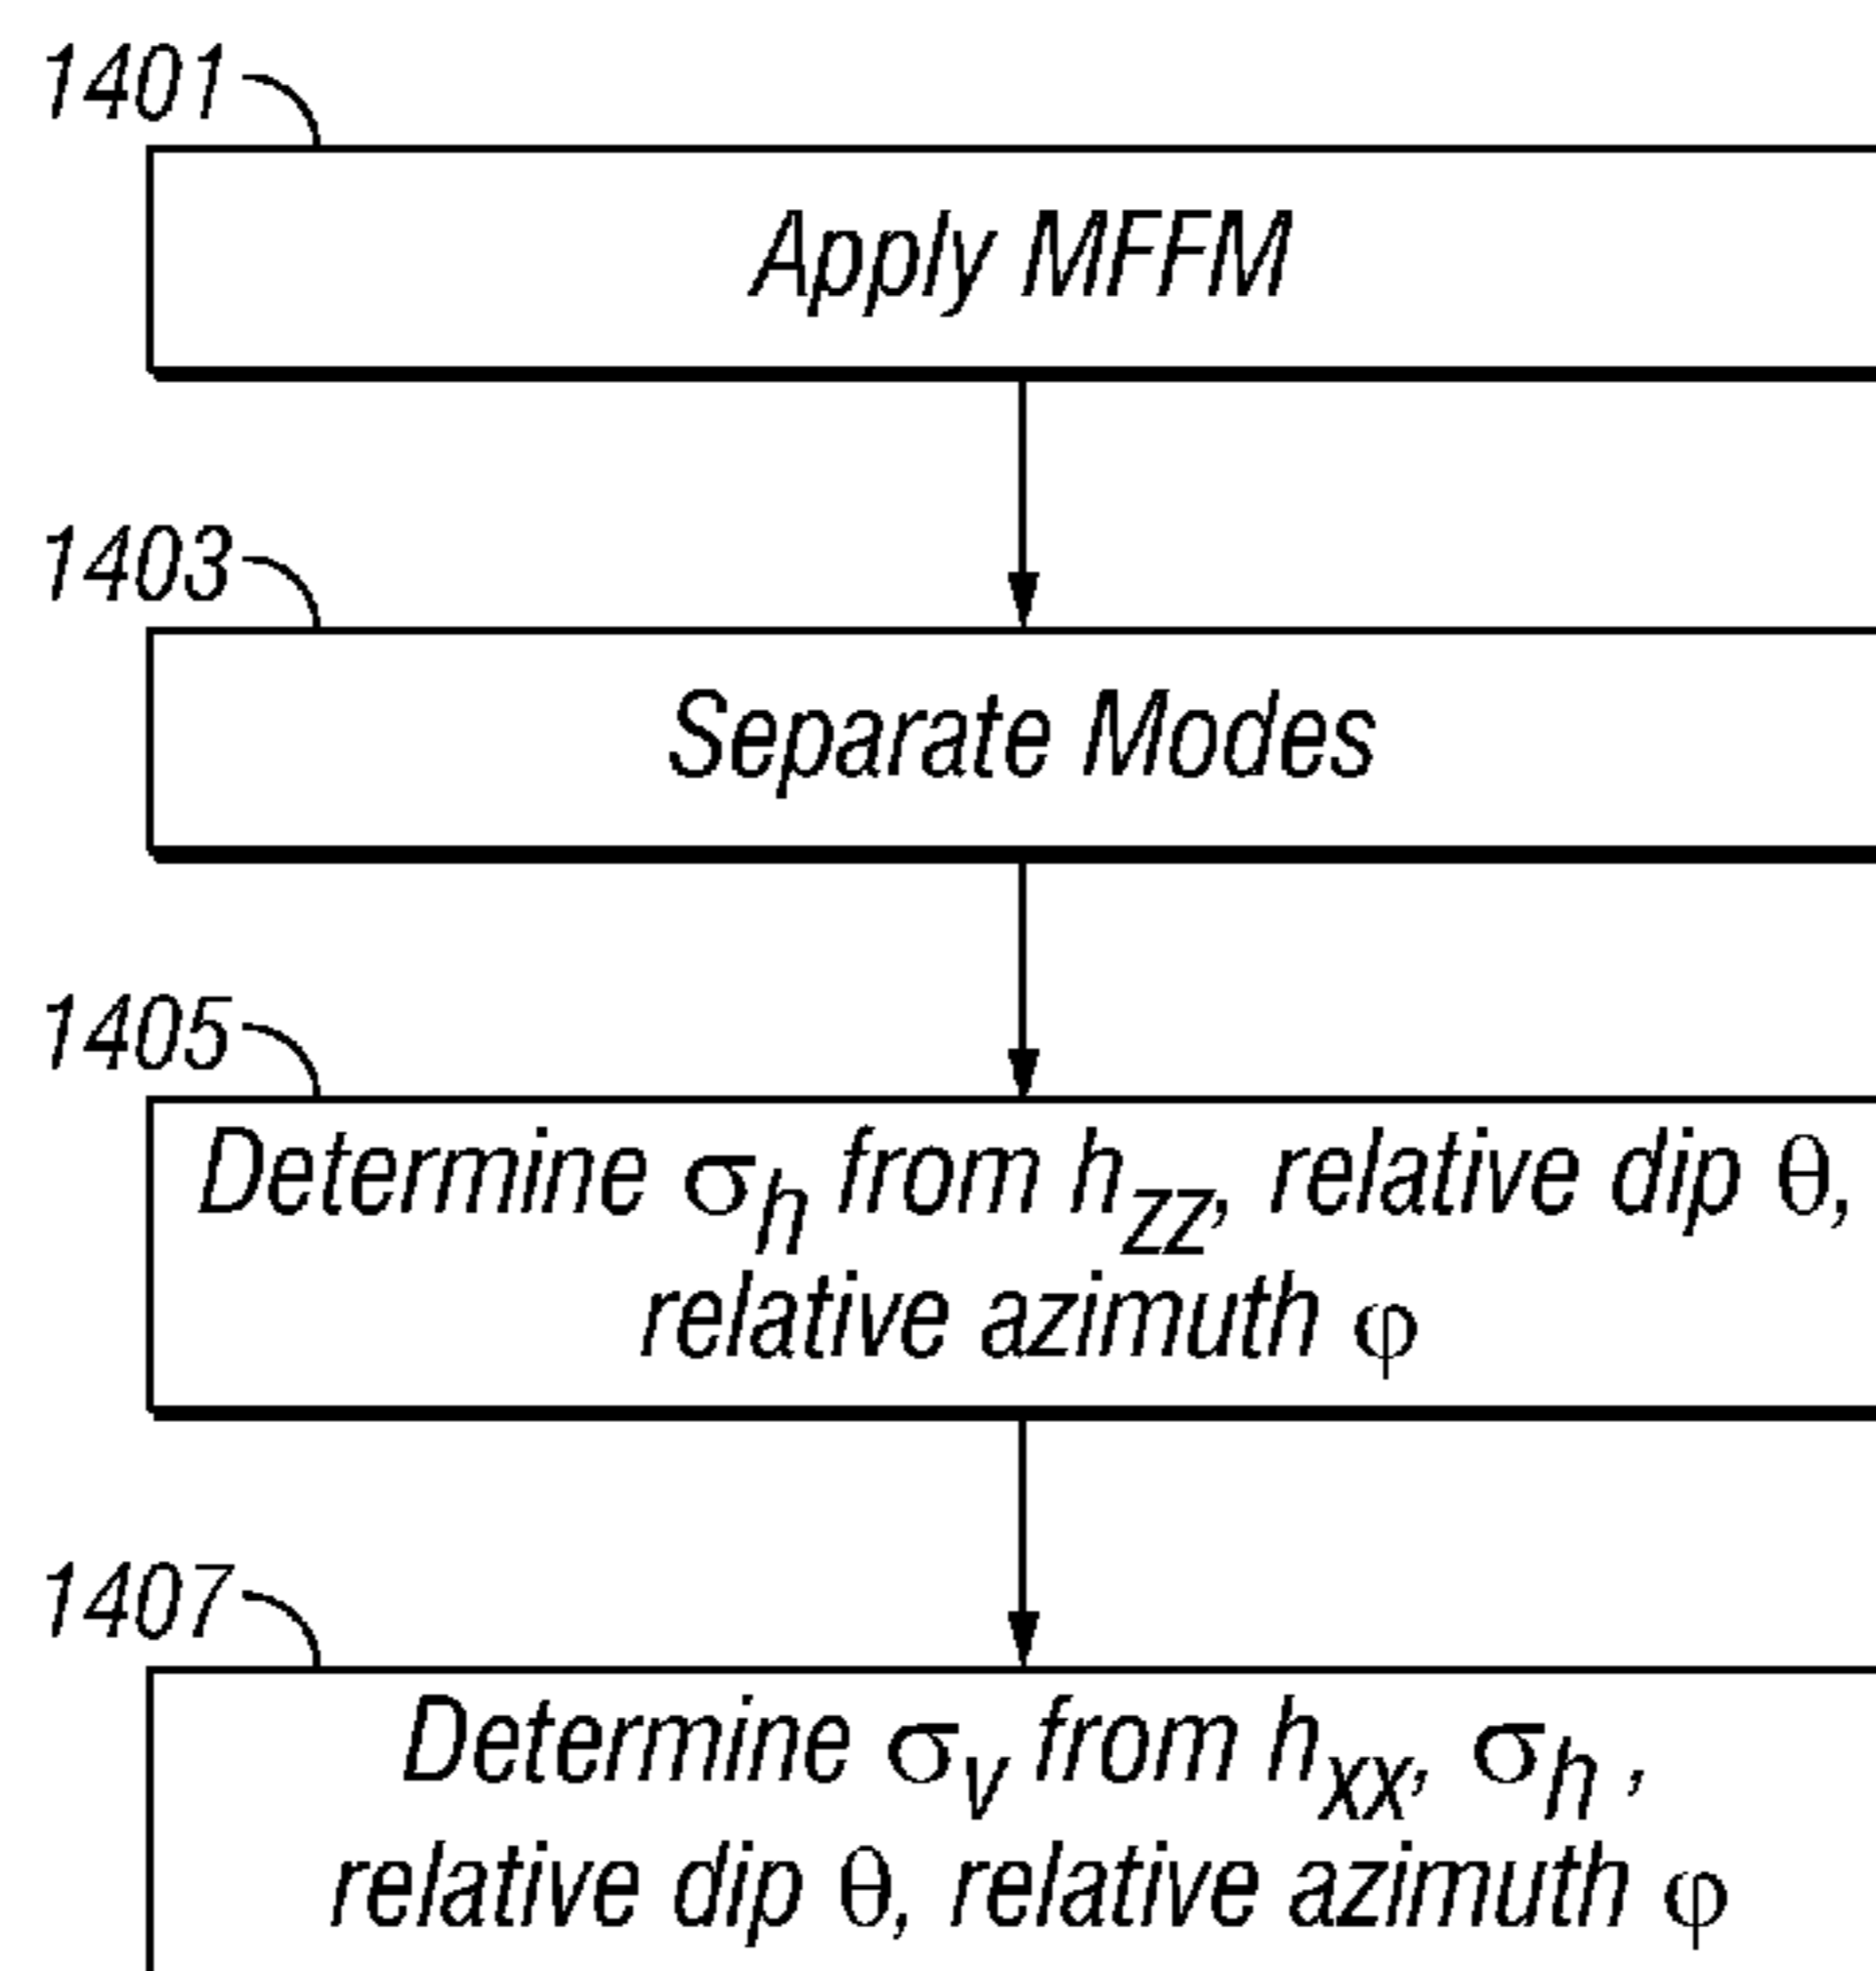 1401
Apply MFFM
1403
Separate Modes
1405
Determine σh from hzz, relative dip θ,
relative azimuth φ
1407
Determine σv from hxx, σh ,
relative dip θ, relative azimuth φ